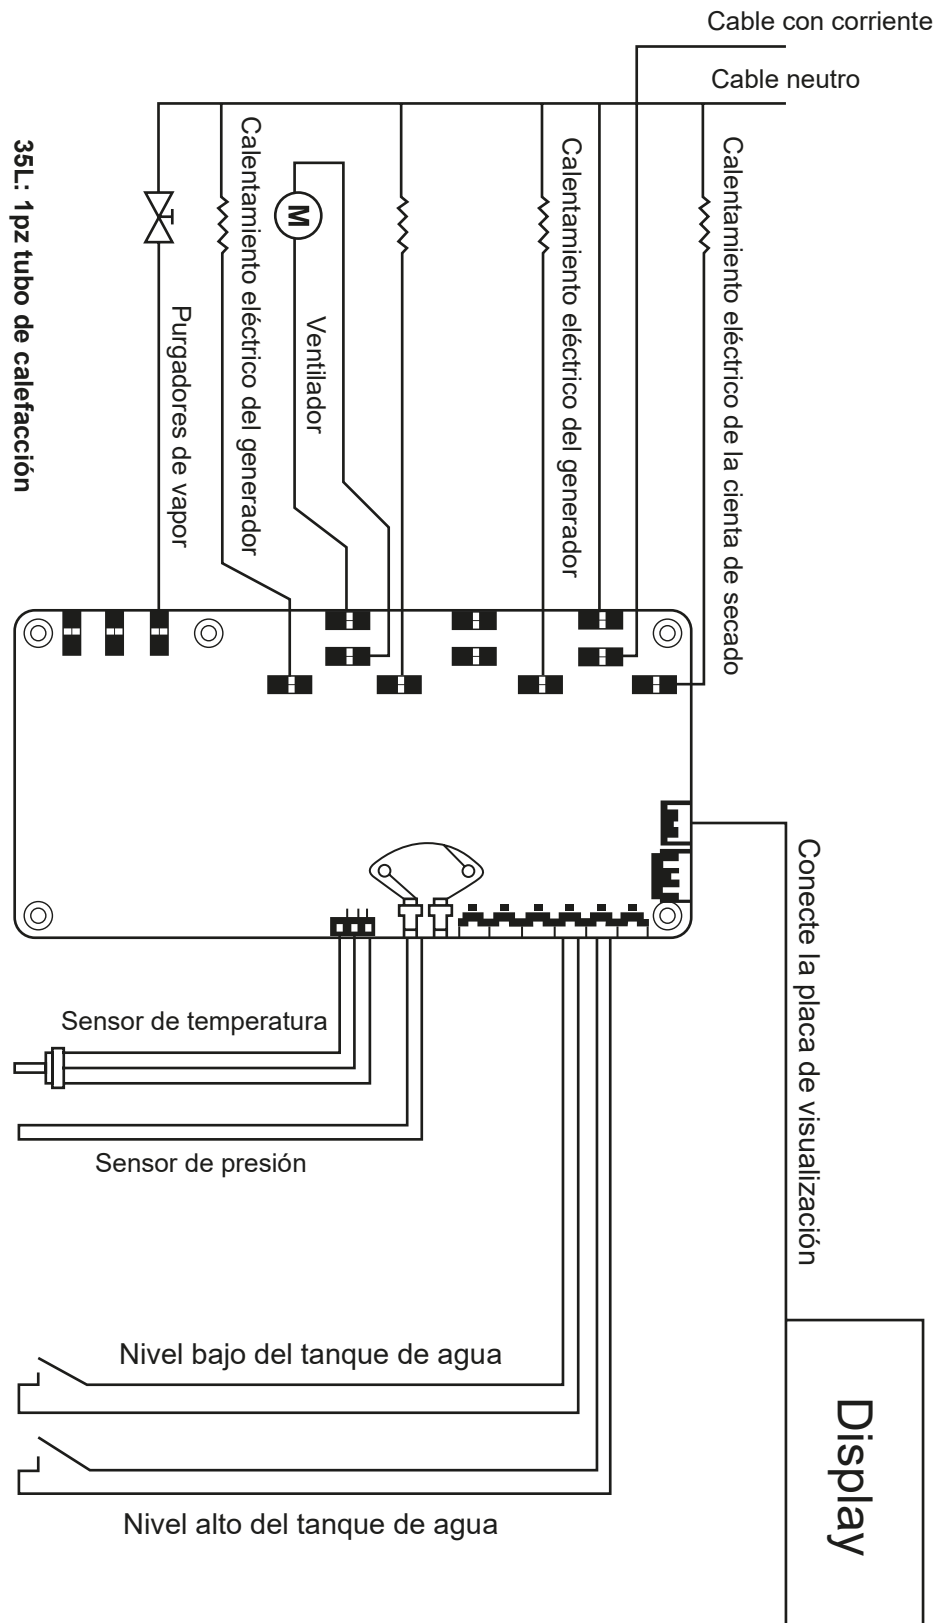 Cable con corriente
Cable neutro
Calentamiento eléctrico de la cienta de secado
Calentamiento eléctrico del generador
M
Ventilador
Calentamiento eléctrico del generador
Purgadores de vapor
35L: 1pz tubo de calefacción
Conecte la placa de visualización
Sensor de temperatura
Sensor de presión
Nivel bajo del tanque de agua
Nivel alto del tanque de agua
Display